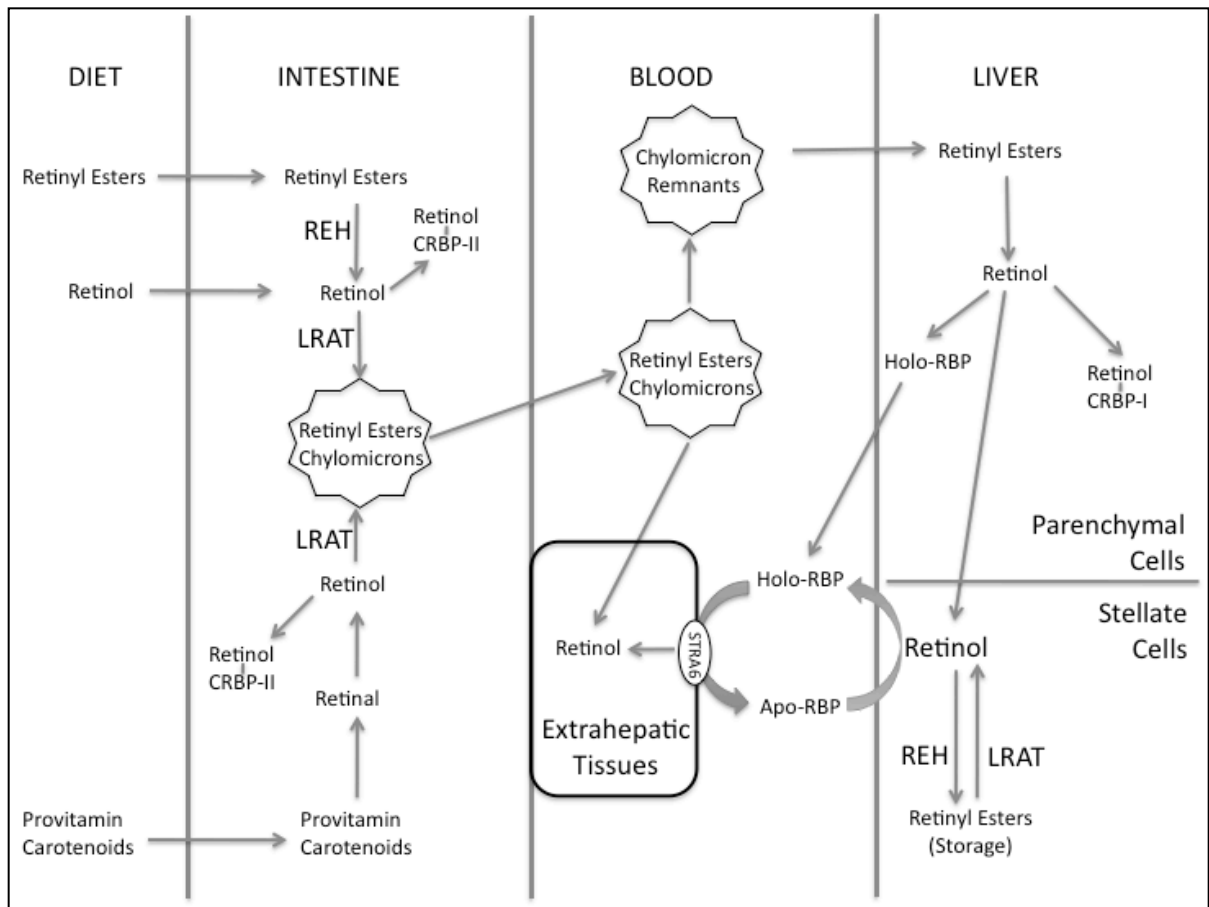 DIET
INTESTINE
BLOOD
LIVER
Retinyl Esters
Retinol
Provitamin
Carotenoids
Retinyl Esters
REH
Retinol
CRBP-II
Retinol
LRAT
Retinyl Esters
Chylomicrons
LRAT
Retinol
Retinol
CRBP-II
Retinal
Provitamin
Carotenoids
Chylomicron
Remnants
Retinyl Esters
Chylomicrons
Holo-RBP
STRA6
Retinol
Apo-RBP
Extrahepatic
Tissues
Retinyl Esters
Retinol
Holo-RBP
Retinol
CRBP-I
Parenchymal
Cells
Stellate
Cells
Retinol
REH
LRAT
Retinyl Esters
(Storage)